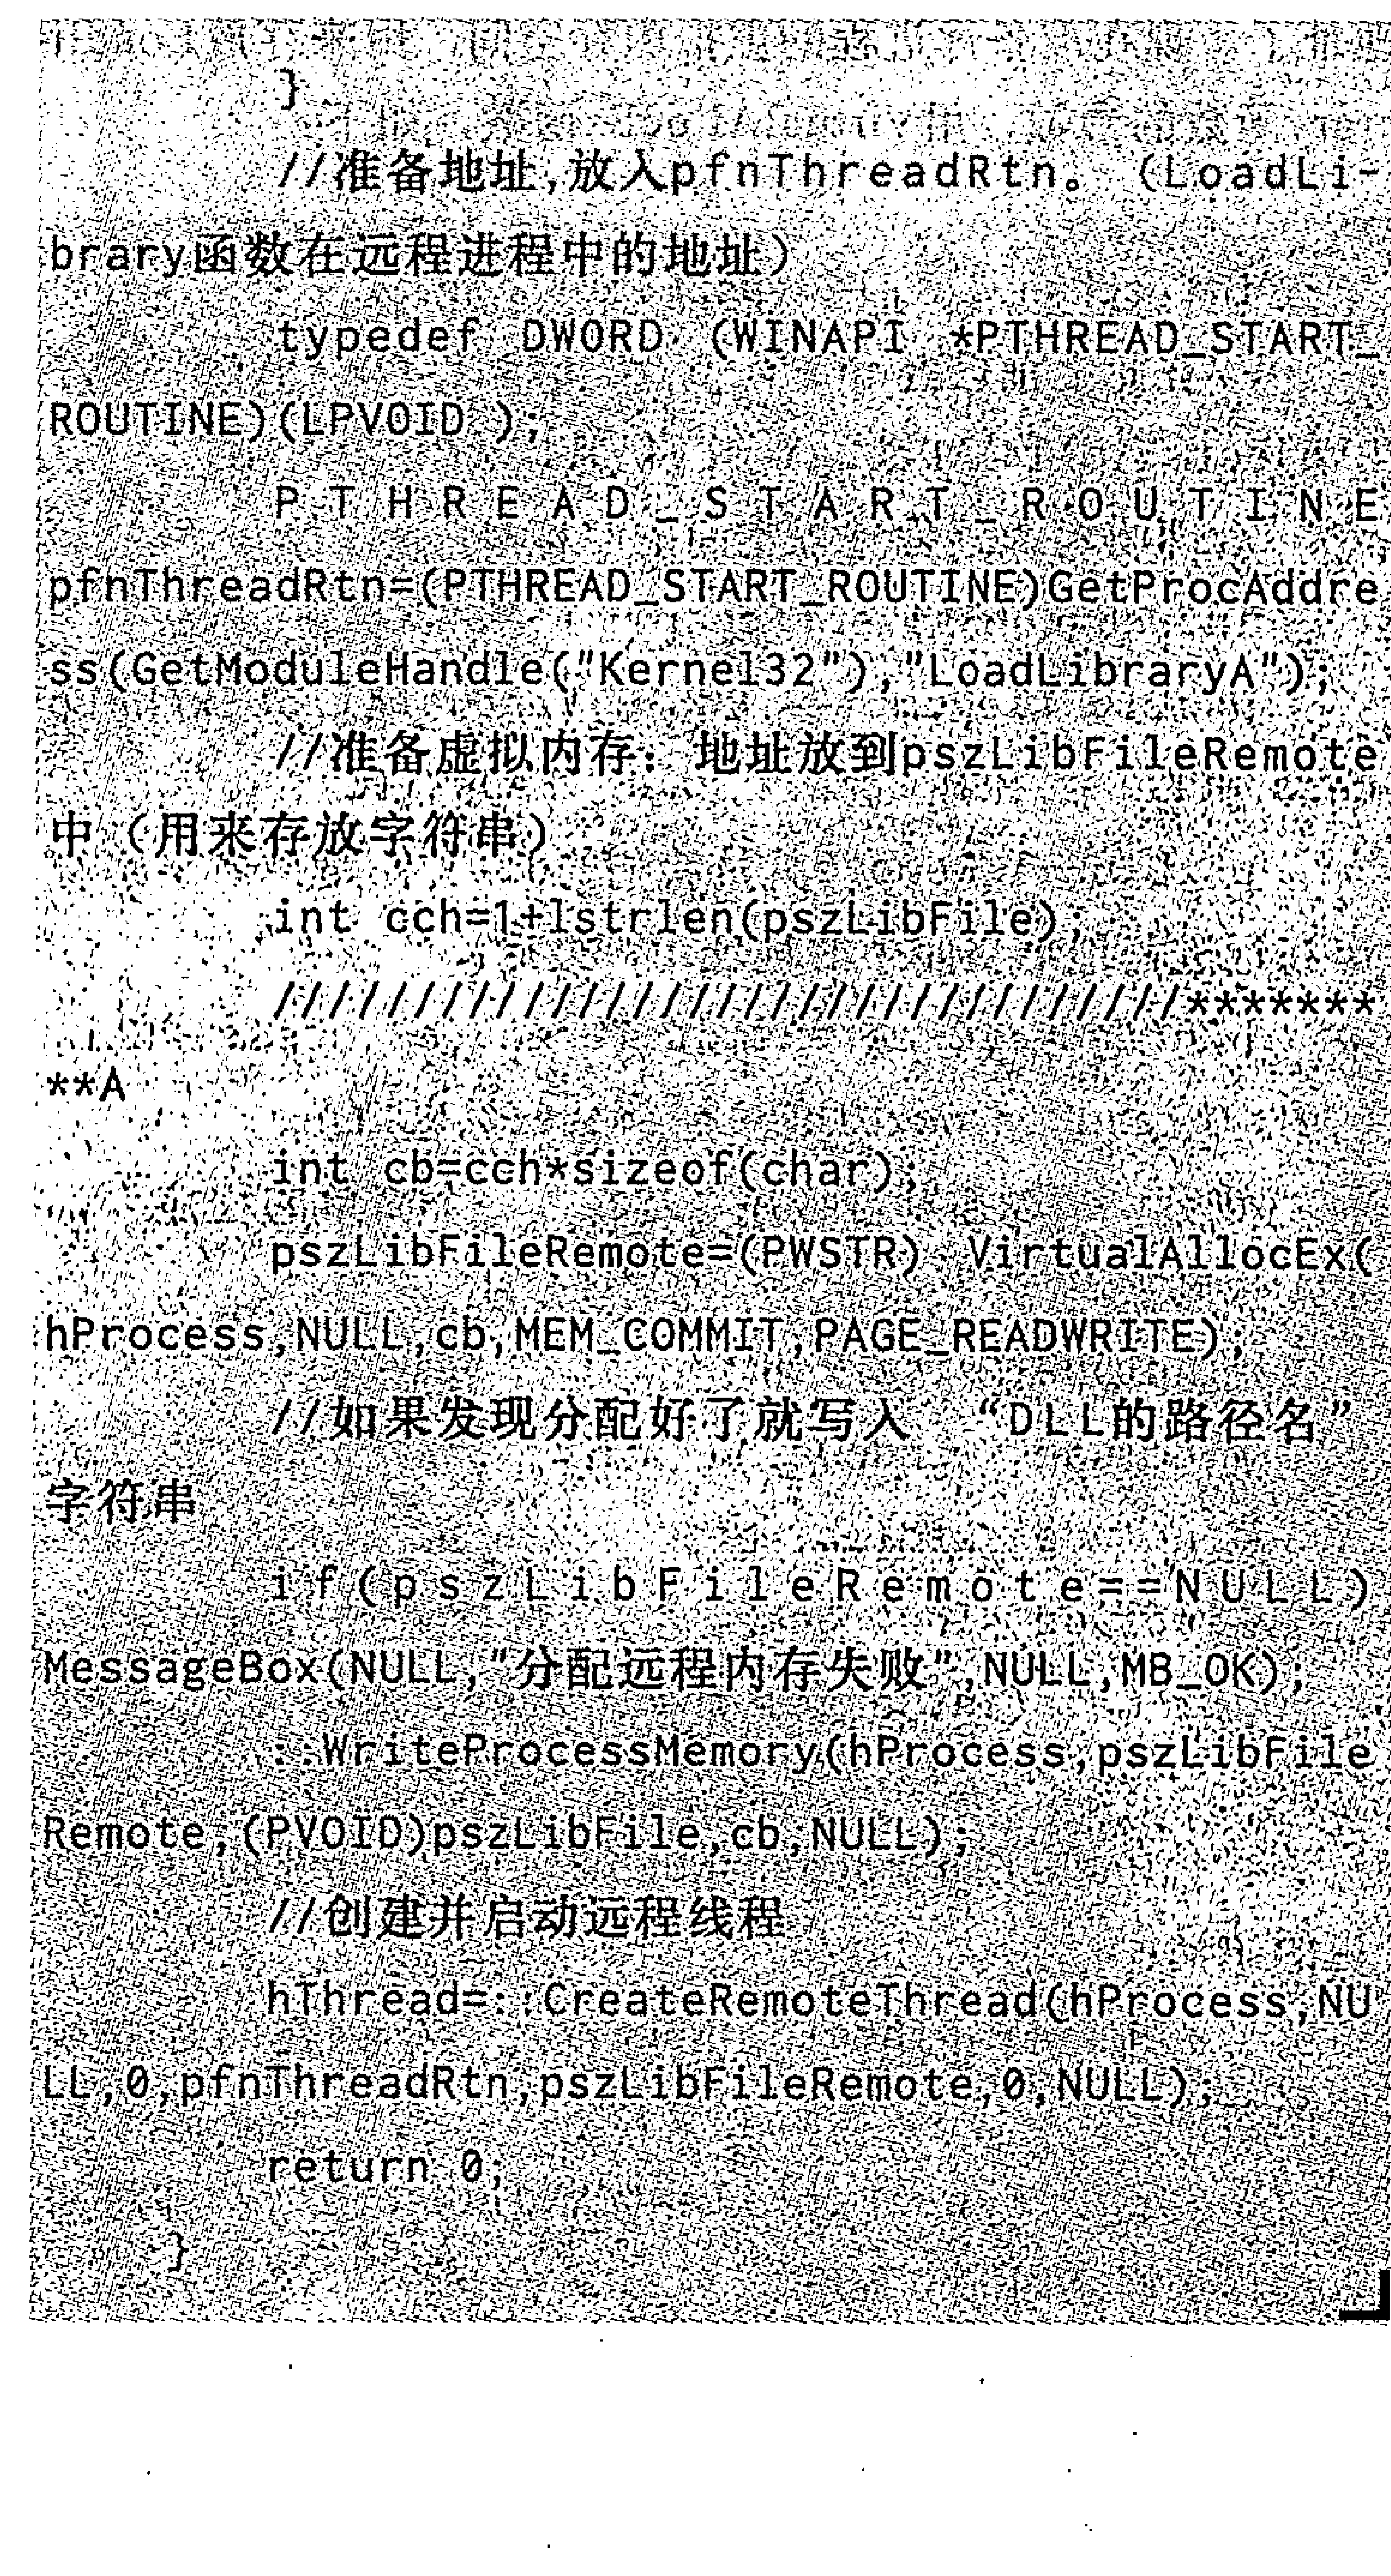 }
//准备地址,放入pfnThreadRtn。(LoadLi-
brary函数在远程进程中的地址)
typedef DWORD (WINAPI *PTHREAD_START_
ROUTINE)(LPVOID );
PTHREAD_START_ROUTINE
pfnThreadRtn=(PTHREAD_START_ROUTINE)GetProcAddre
ss(GetModuleHandle("Kernel32"),"LoadLibraryA");
//准备虚拟内存:地址放到pszLibFileRemote
中(用来存放字符串)
int cch=1+lstrlen(pszLibFile);
//////////////////////////////////*******
**A
int cb=cch*sizeof(char);
pszLibFileRemote=(PWSTR) VirtualAllocEx(
hProcess,NULL,cb,MEM_COMMIT,PAGE_READWRITE);
//如果发现分配好了就写入 “DLL的路径名”
字符串
if(pszLibFileRemote==NULL)
MessageBox(NULL,"分配远程内存失败",NULL,MB_OK);
::WriteProcessMemory(hProcess,pszLibFile
Remote,(PVOID)pszLibFile,cb,NULL);
//创建并启动远程线程
hThread=::CreateRemoteThread(hProcess,NU
LL,0,pfnThreadRtn,pszLibFileRemote,0,NULL);
return 0;
}